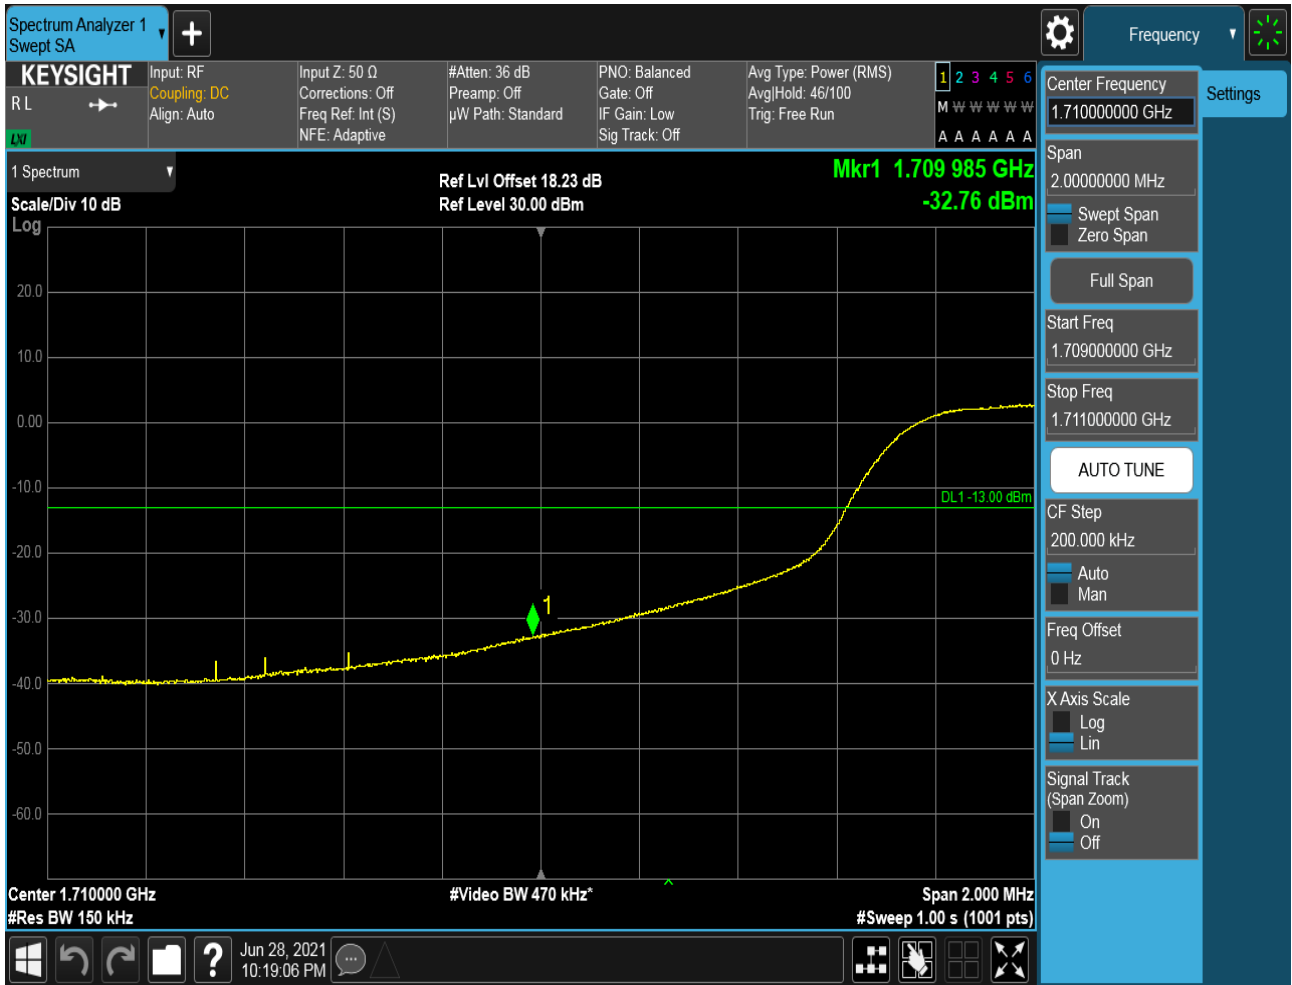 Spectrum Analyzer 1
Swept SA
Frequency
KEYSIGHT
R L
LXI
Input: RF
Coupling: DC
Align: Auto
Input Z: 50 Ω
Corrections: Off
Freq Ref: Int (S)
NFE: Adaptive
#Atten: 36 dB
Preamp: Off
µW Path: Standard
PNO: Balanced
Gate: Off
IF Gain: Low
Sig Track: Off
Avg Type: Power (RMS)
Avg|Hold: 46/100
Trig: Free Run
1 2 3 4 5 6
M W W W W W
A A A A A A
1 Spectrum
Scale/Div 10 dB
Log
Ref Lvl Offset 18.23 dB
Ref Level 30.00 dBm
Mkr1 1.709 985 GHz
-32.76 dBm
20.0
10.0
0.00
-10.0
-20.0
-30.0
-40.0
-50.0
-60.0
DL1 -13.00 dBm
1
Center 1.710000 GHz
#Res BW 150 kHz
#Video BW 470 kHz*
Span 2.000 MHz
#Sweep 1.00 s (1001 pts)
?
Jun 28, 2021
10:19:06 PM
Center Frequency
1.710000000 GHz
Settings
Span
2.00000000 MHz
Swept Span
Zero Span
Full Span
Start Freq
1.709000000 GHz
Stop Freq
1.711000000 GHz
AUTO TUNE
CF Step
200.000 kHz
Auto
Man
Freq Offset
0 Hz
X Axis Scale
Log
Lin
Signal Track
(Span Zoom)
On
Off